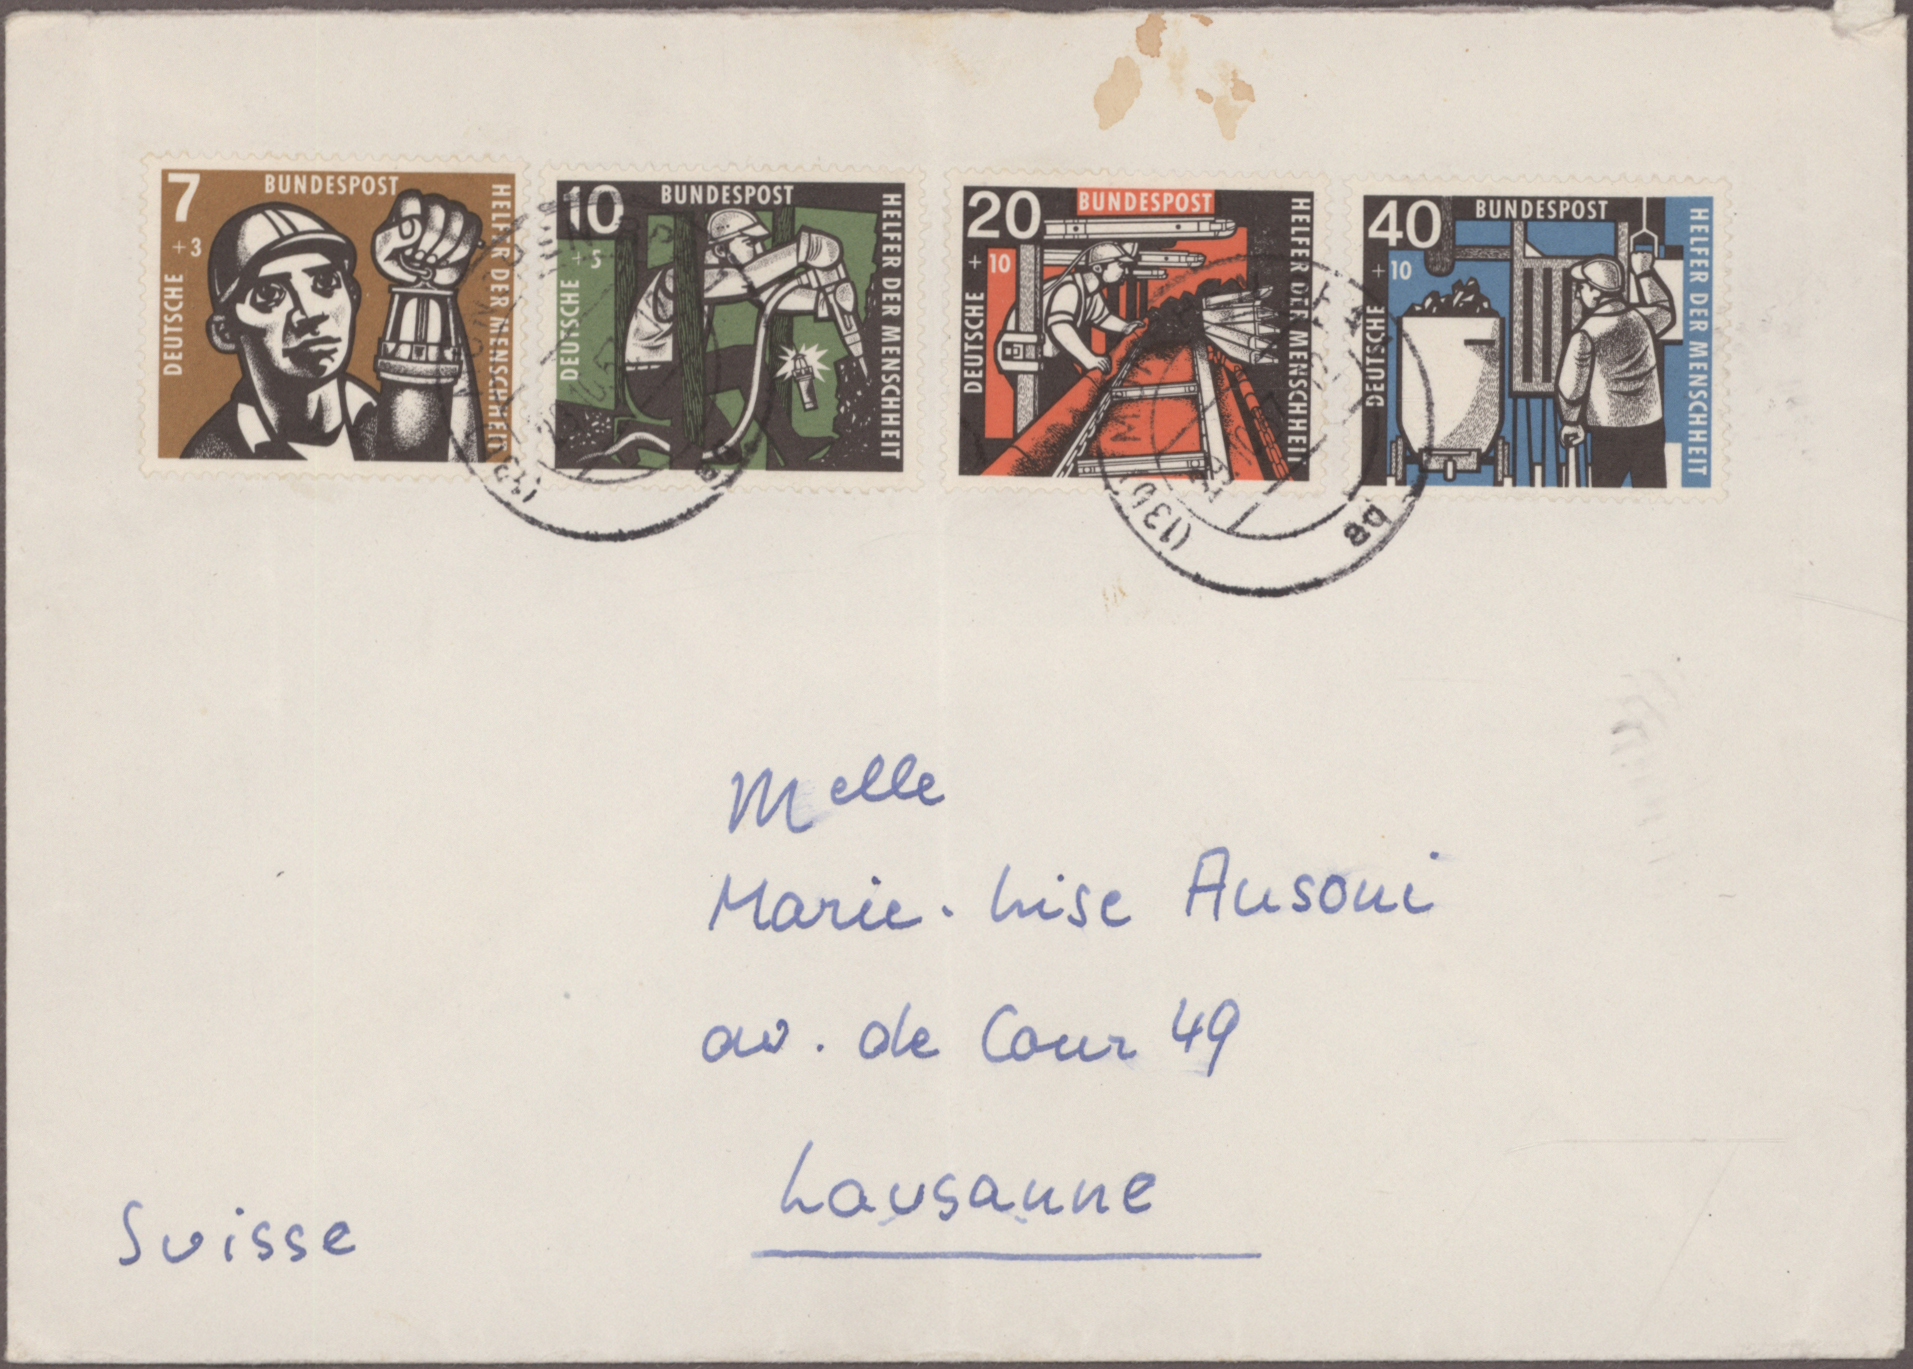 7 BUNDESPOST
+3
DEUTSCHE
HELFER DER MENSCHHEIT
10 BUNDESPOST
+5
DEUTSCHE
HELFER DER MENSCHHEIT
20 BUNDESPOST
+10
DEUTSCHE
HELFER DER MENSCHHEIT
40 BUNDESPOST
+10
DEUTSCHE
HELFER DER MENSCHHEIT
(13b)
8d
Melle
Marie-Lise Ausoni
av. de Cour 49
Lausanne
Suisse